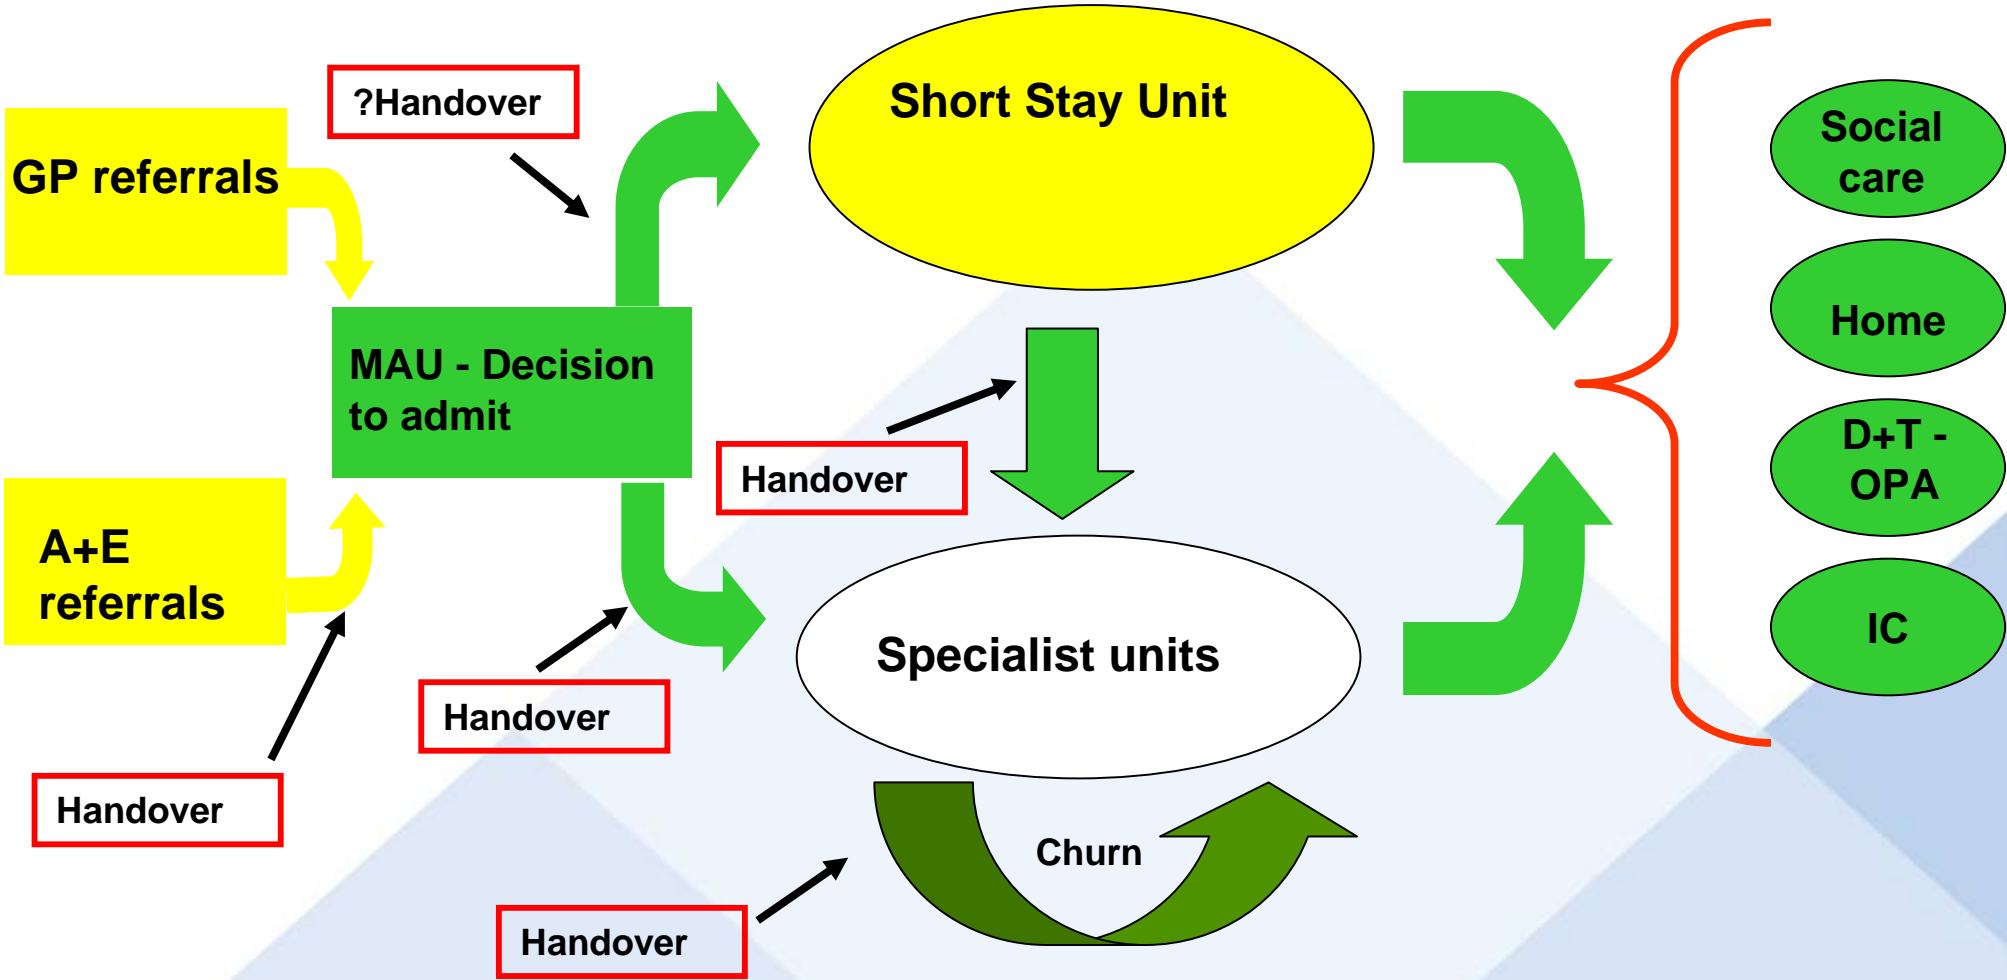 ?Handover
GP referrals
Short Stay Unit
Social
care
Home
MAU - Decision
to admit
Handover
D+T -
OPA
A+E
referrals
Specialist units
IC
Handover
Handover
Churn
Handover